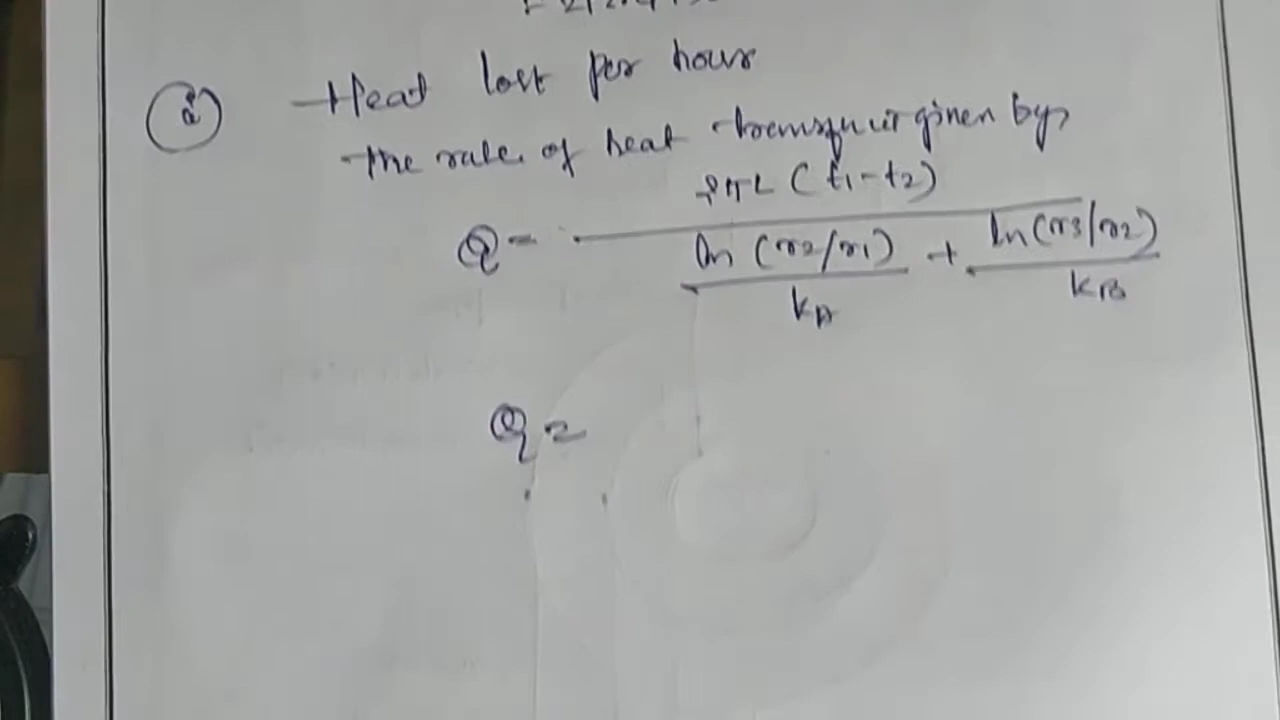 (i) Heat lost per hour
The rate of heat transfer is given by,
Q = 2πL (t1-t2) / ( ln (r2/r1) / kA + ln (r3/r2) / kB )
Q =